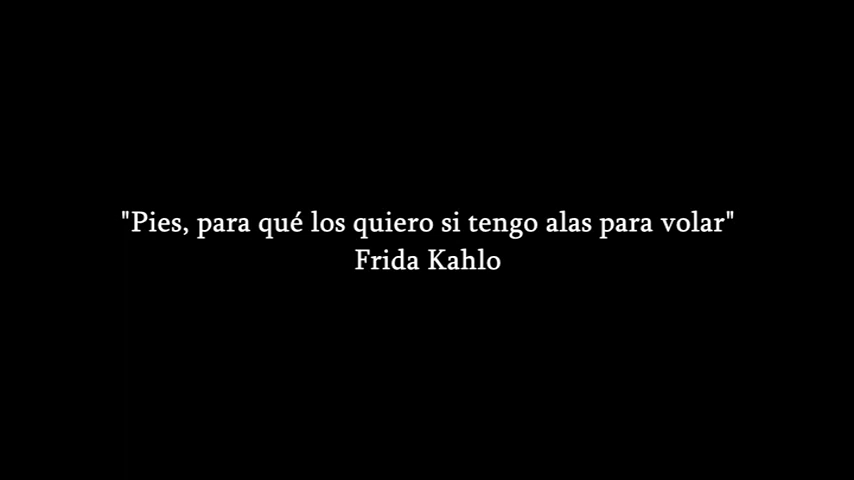 "Pies, para qué los quiero si tengo alas para volar"
Frida Kahlo